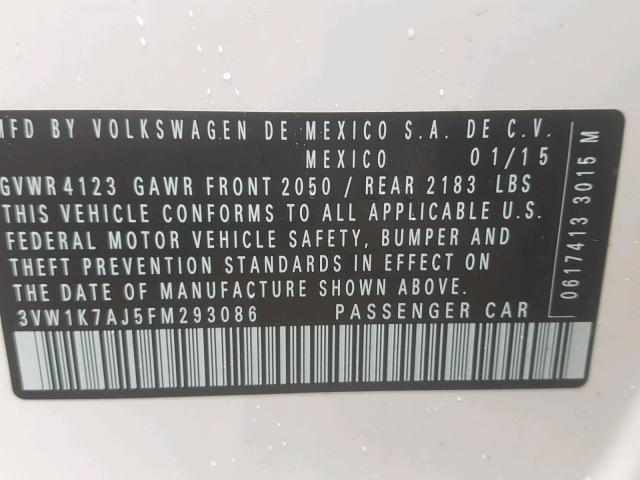 MFD BY VOLKSWAGEN DE MEXICO S.A. DE C.V.
MEXICO 01/15
GVWR 4123 GAWR FRONT 2050 / REAR 2183 LBS
THIS VEHICLE CONFORMS TO ALL APPLICABLE U.S.
FEDERAL MOTOR VEHICLE SAFETY, BUMPER AND
THEFT PREVENTION STANDARDS IN EFFECT ON
THE DATE OF MANUFACTURE SHOWN ABOVE.
3VW1K7AJ5FM293086 PASSENGER CAR
0617413 3015 M